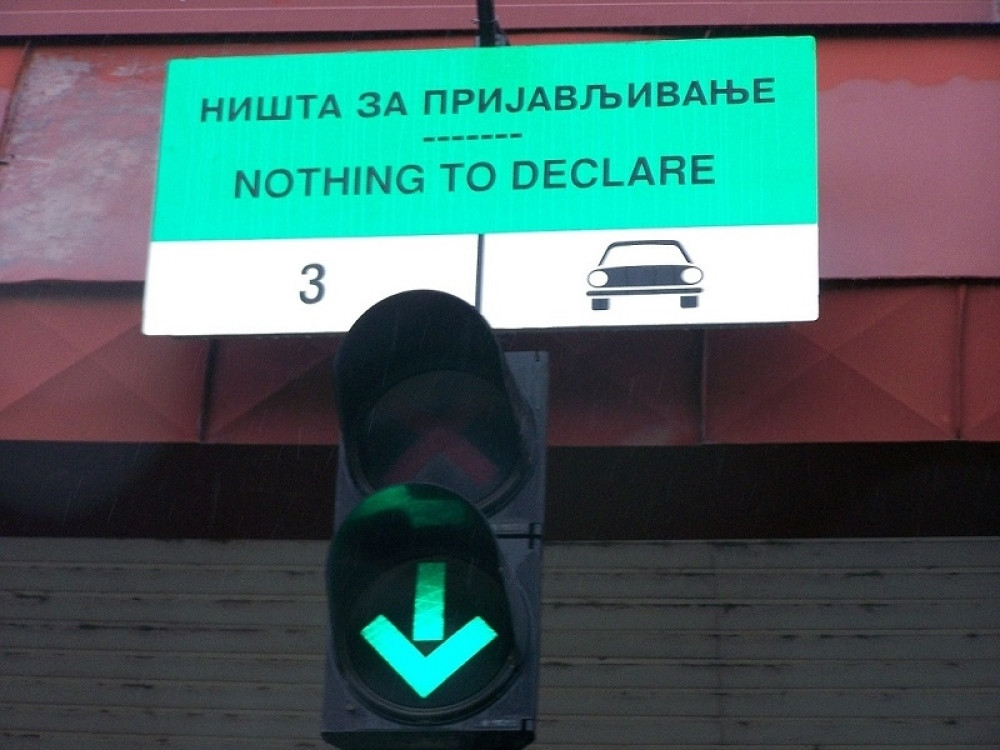 НИШТА ЗА ПРИЈАВЉИВАЊЕ
-------
NOTHING TO DECLARE
3